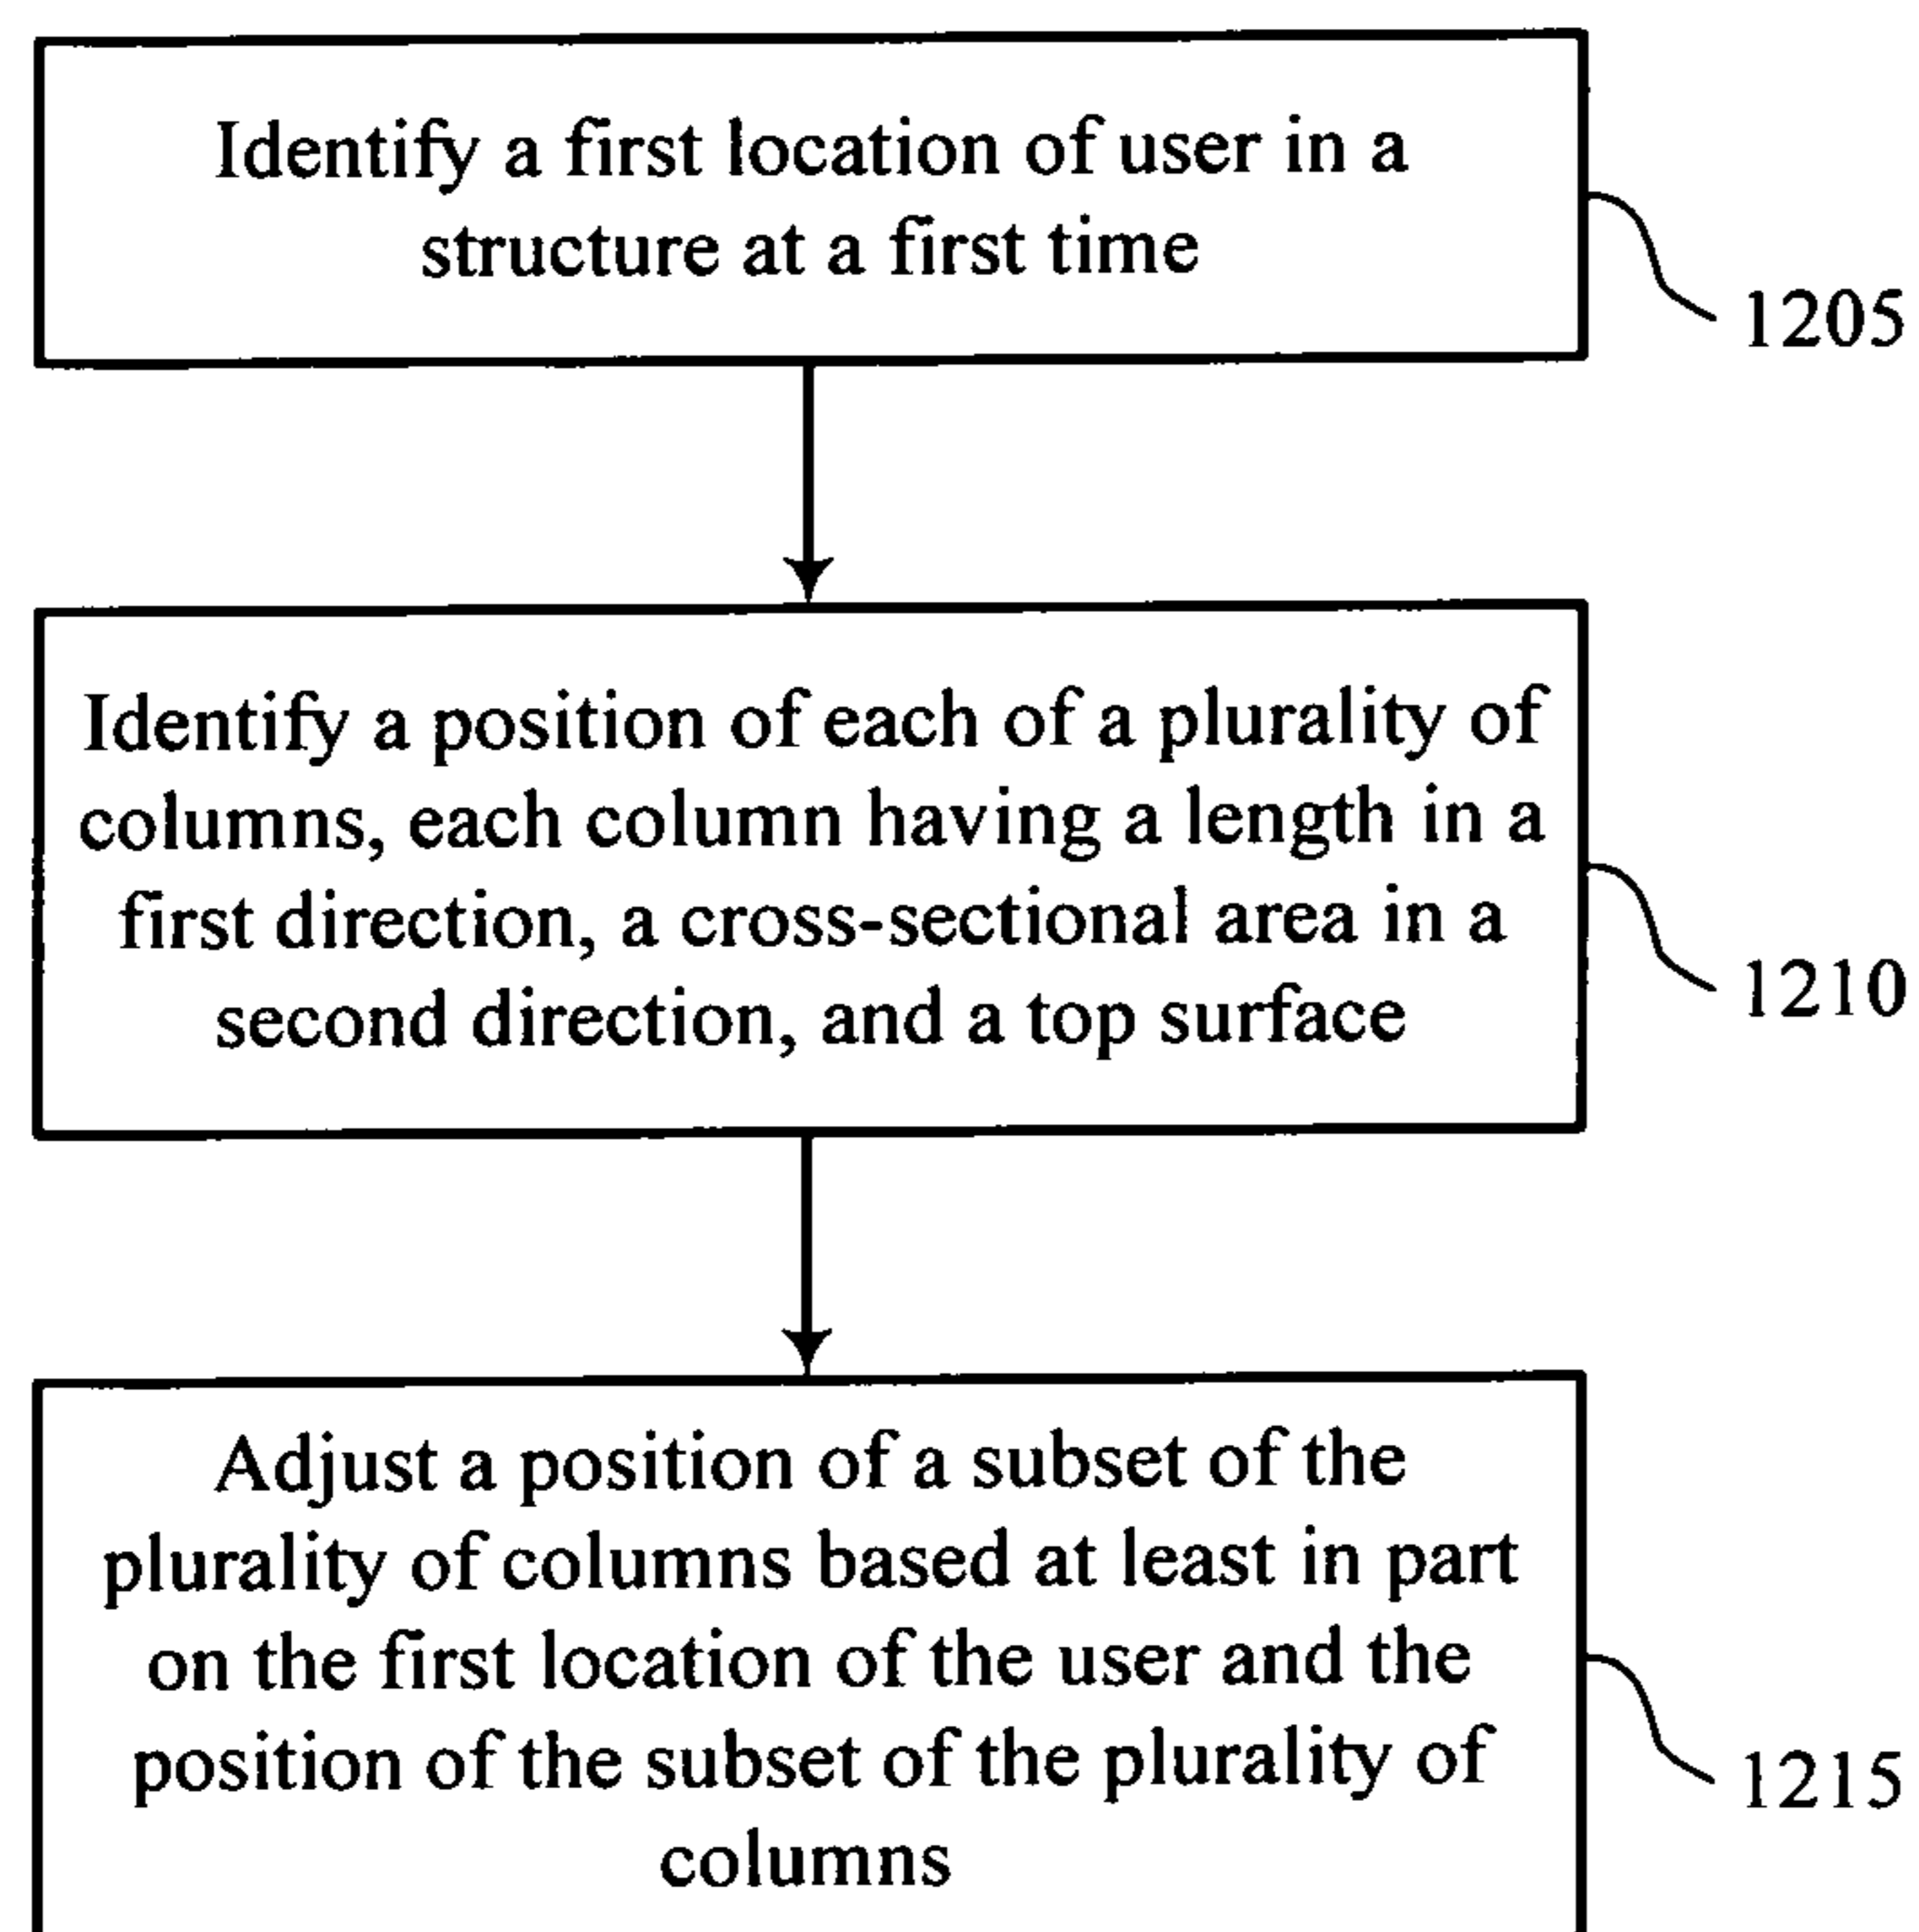 Identify a first location of user in a
structure at a first time
1205
Identify a position of each of a plurality of
columns, each column having a length in a
first direction, a cross-sectional area in a
second direction, and a top surface
1210
Adjust a position of a subset of the
plurality of columns based at least in part
on the first location of the user and the
position of the subset of the plurality of
columns
1215